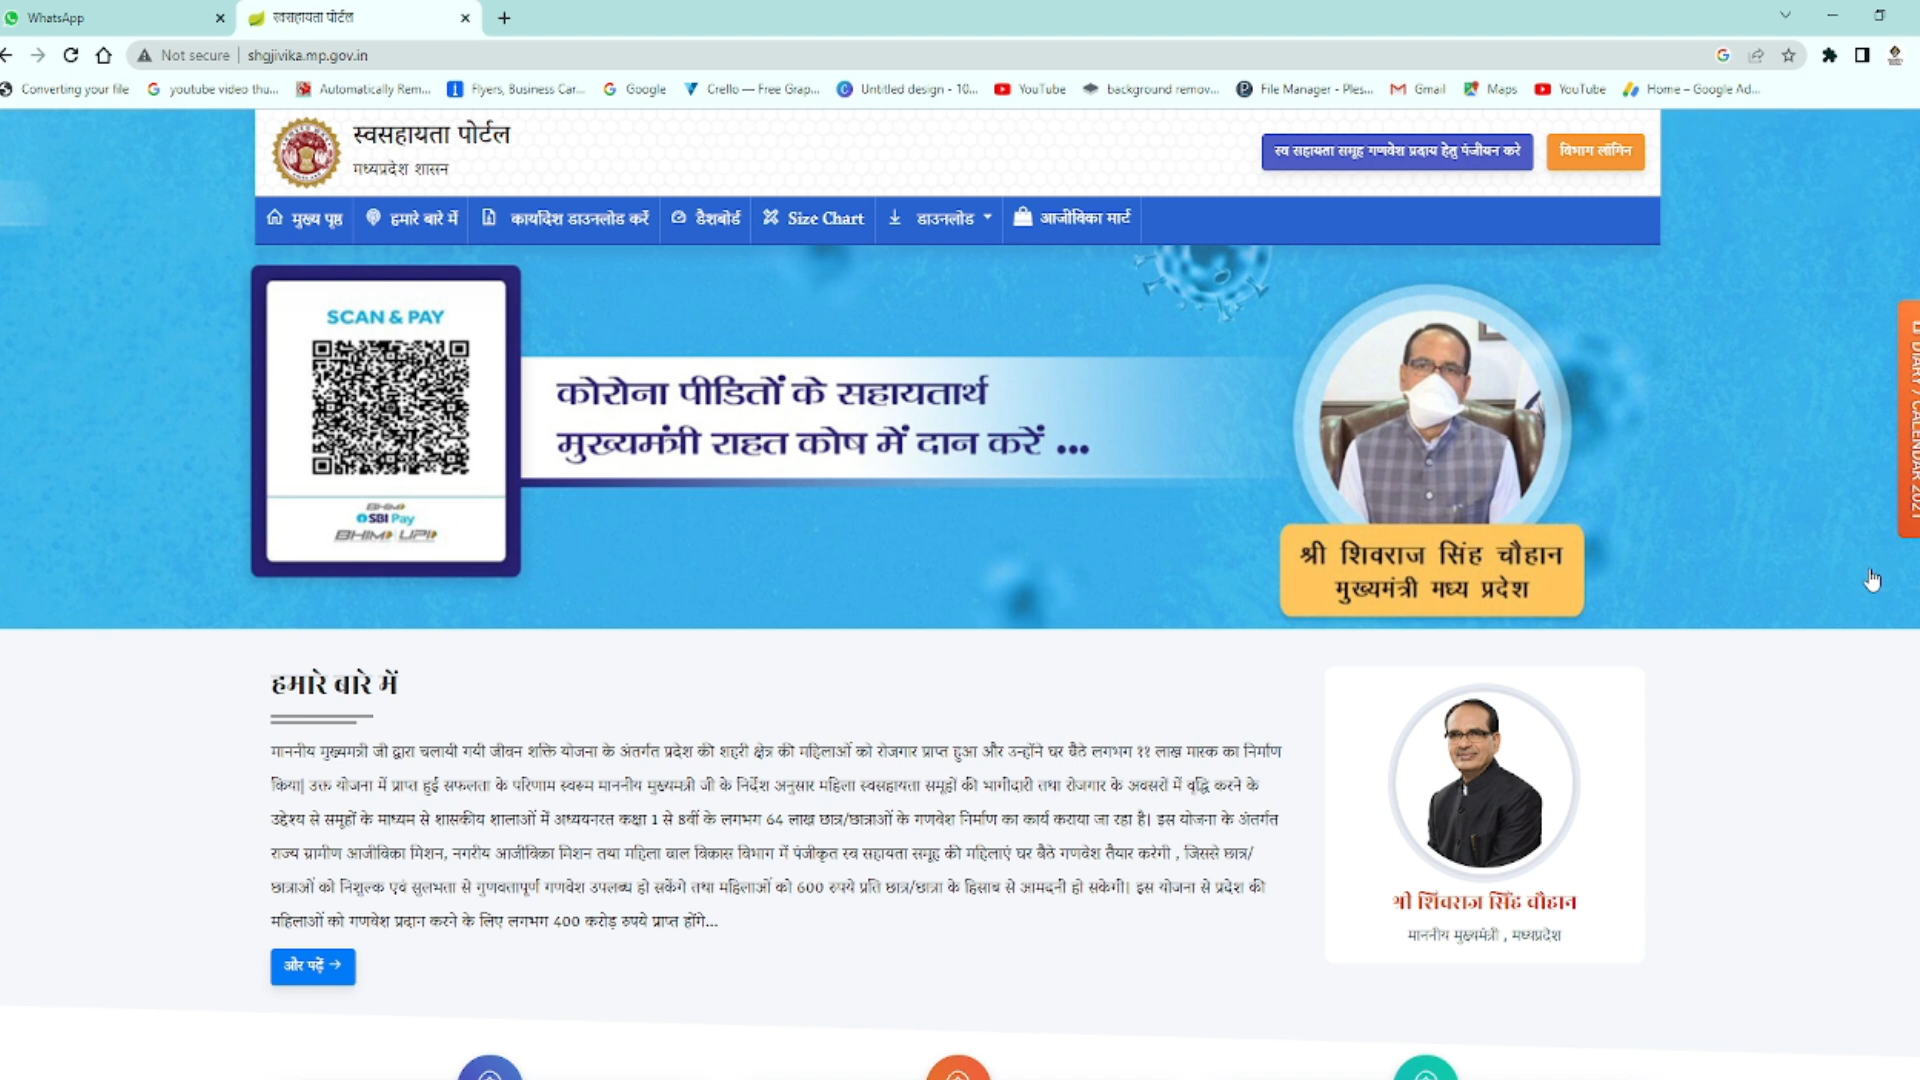 WhatsApp
स्वसहायता पोर्टल
Not secure | shgjivika.mp.gov.in
Converting your file
youtube video thu...
Automatically Rem...
Flyers, Business Car...
Google
Crello — Free Grap...
Untitled design - 10...
YouTube
background remov...
File Manager - Ples...
Gmail
Maps
YouTube
Home – Google Ad...
स्वसहायता पोर्टल
मध्यप्रदेश शासन
स्व सहायता समूह गणवेश प्रदाय हेतु पंजीयन करे
विभाग लॉगिन
मुख्य पृष्ठ
हमारे बारे में
कार्यादेश डाउनलोड करें
डैशबोर्ड
Size Chart
डाउनलोड
आजीविका मार्ट
SCAN & PAY
BHIM
SBI Pay
BHIM UPI
कोरोना पीडितों के सहायतार्थ
मुख्यमंत्री राहत कोष में दान करें ...
श्री शिवराज सिंह चौहान
मुख्यमंत्री मध्य प्रदेश
DIARY / CALENDAR 2021
हमारे बारे में
माननीय मुख्यमंत्री जी द्वारा चलायी गयी जीवन शक्ति योजना के अंतर्गत प्रदेश की शहरी क्षेत्र की महिलाओं को रोजगार प्राप्त हुआ और उन्होंने घर बैठे लगभग ११ लाख मास्क का निर्माण
किया| उक्त योजना में प्राप्त हुई सफलता के परिणाम स्वरूप माननीय मुख्यमंत्री जी के निर्देश अनुसार महिला स्वसहायता समूहों की भागीदारी तथा रोजगार के अवसरों में वृद्धि करने के
उद्देश्य से समूहों के माध्यम से शासकीय शालाओं में अध्ययनरत कक्षा 1 से 8वीं के लगभग 64 लाख छात्र/छात्राओं के गणवेश निर्माण का कार्य कराया जा रहा है। इस योजना के अंतर्गत
राज्य ग्रामीण आजीविका मिशन, नगरीय आजीविका मिशन तथा महिला बाल विकास विभाग में पंजीकृत स्व सहायता समूह की महिलाएं घर बैठे गणवेश तैयार करेगी , जिससे छात्र/
छात्राओं को निशुल्क एवं सुलभता से गुणवतापूर्ण गणवेश उपलब्ध हो सकेंगे तथा महिलाओं को 600 रुपये प्रति छात्र/छात्रा के हिसाब से आमदनी हो सकेगी। इस योजना से प्रदेश की
महिलाओं को गणवेश प्रदान करने के लिए लगभग 400 करोड़ रुपये प्राप्त होंगे...
और पढ़ें →
श्री शिवराज सिंह चौहान
माननीय मुख्यमंत्री , मध्यप्रदेश